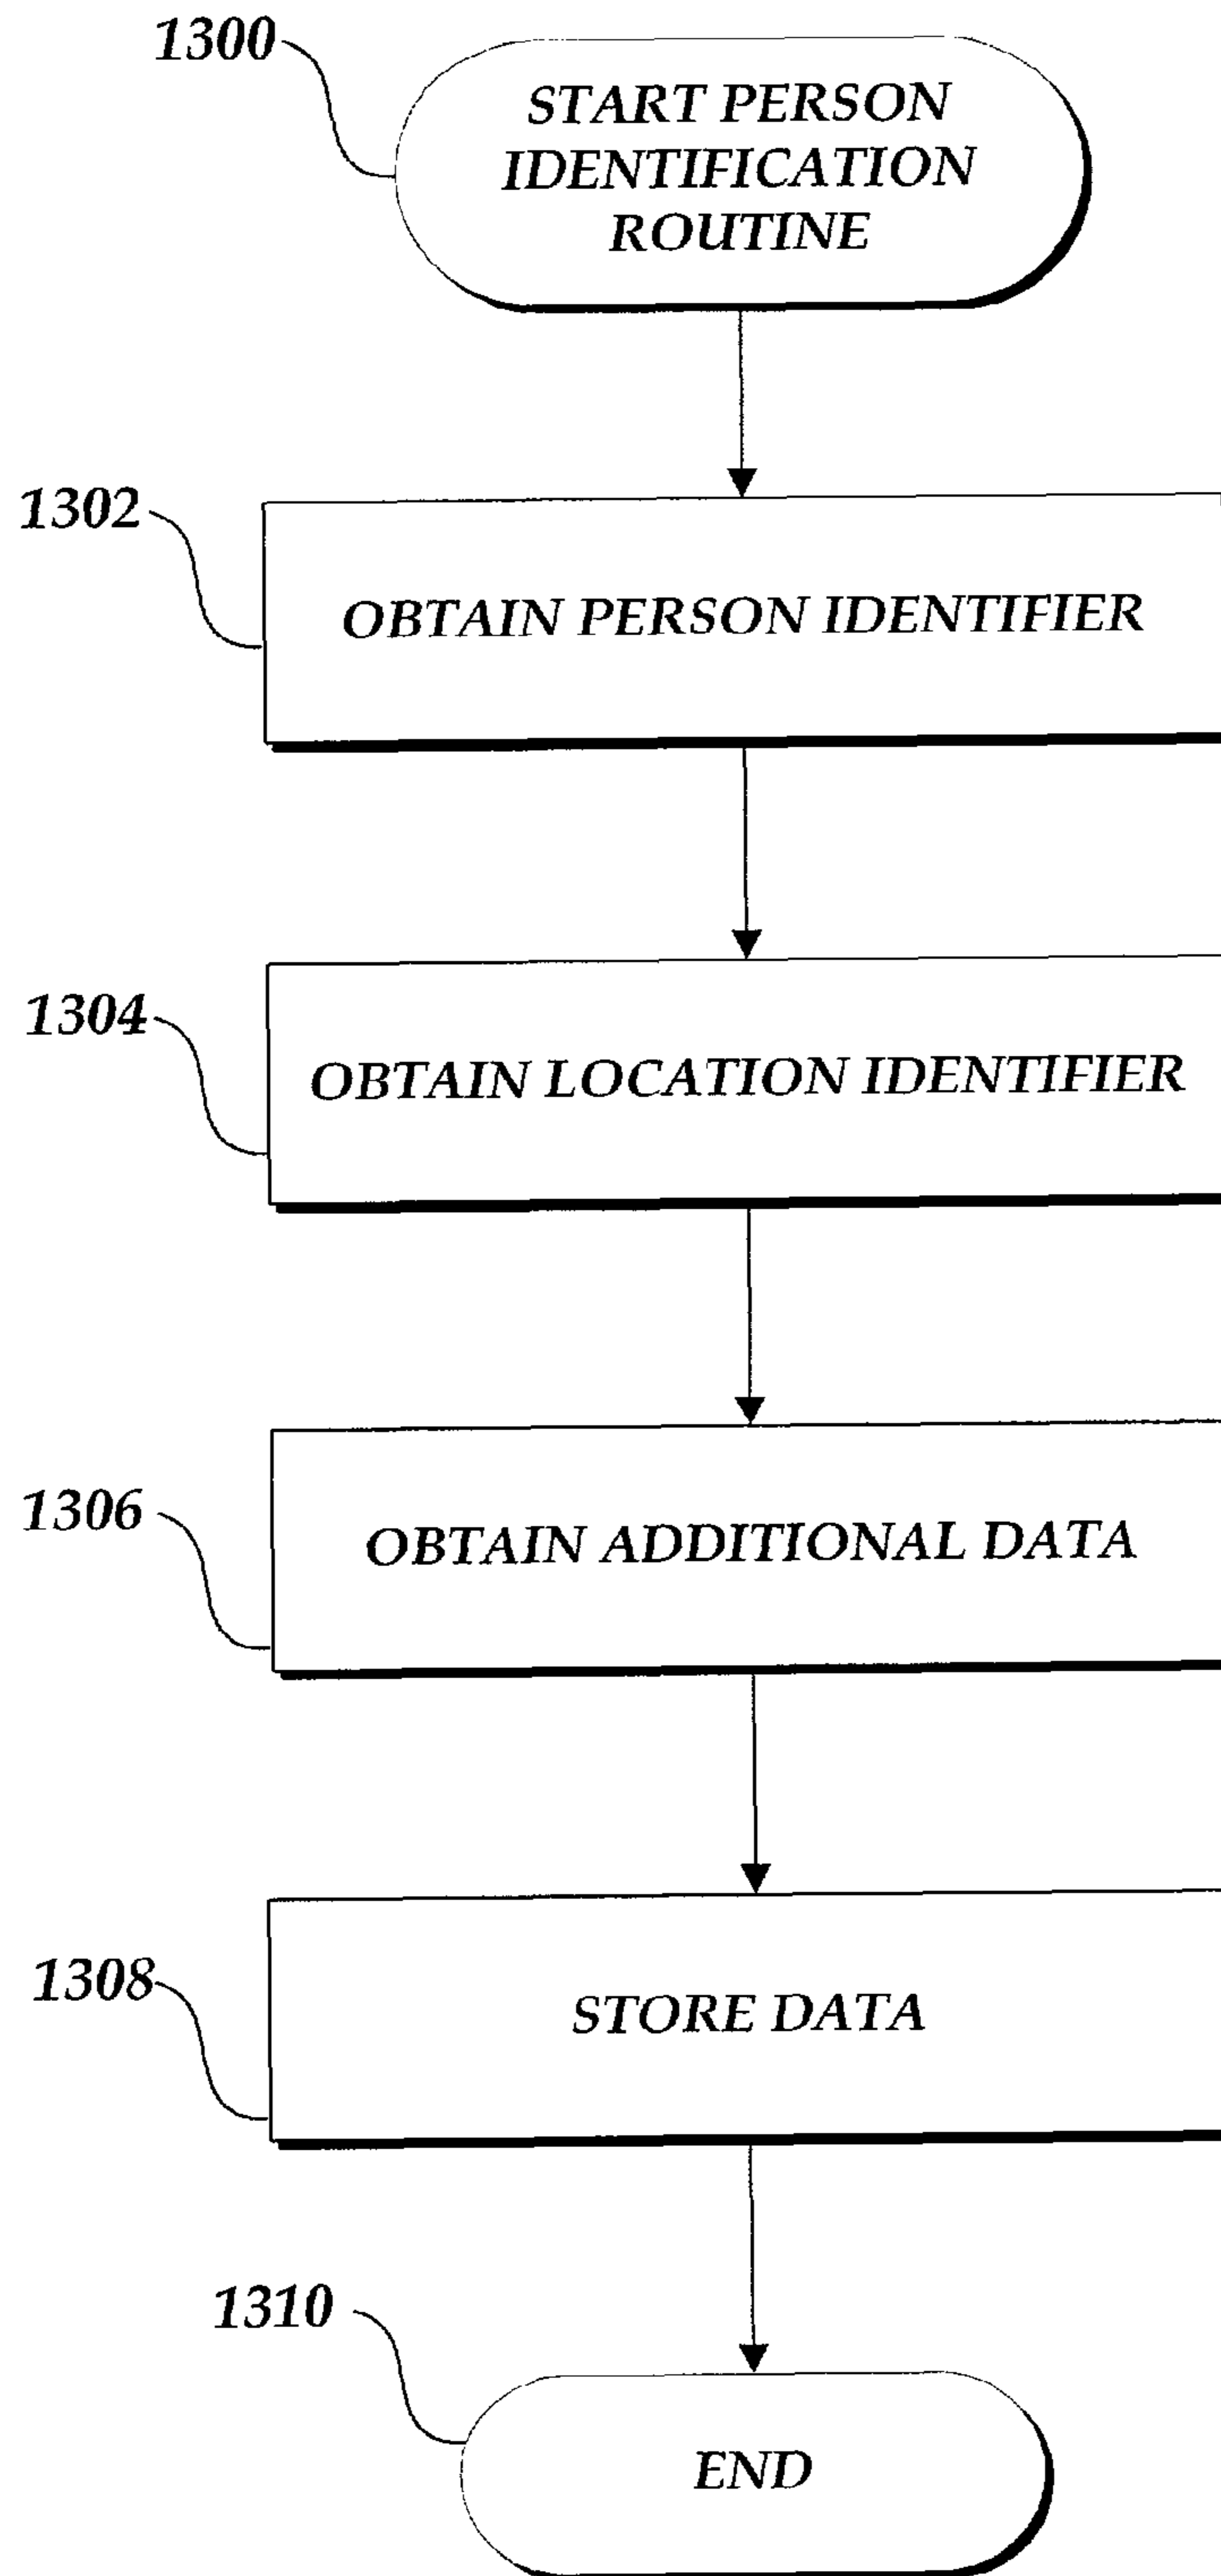 1300
START PERSON
IDENTIFICATION
ROUTINE
1302
OBTAIN PERSON IDENTIFIER
1304
OBTAIN LOCATION IDENTIFIER
1306
OBTAIN ADDITIONAL DATA
1308
STORE DATA
1310
END